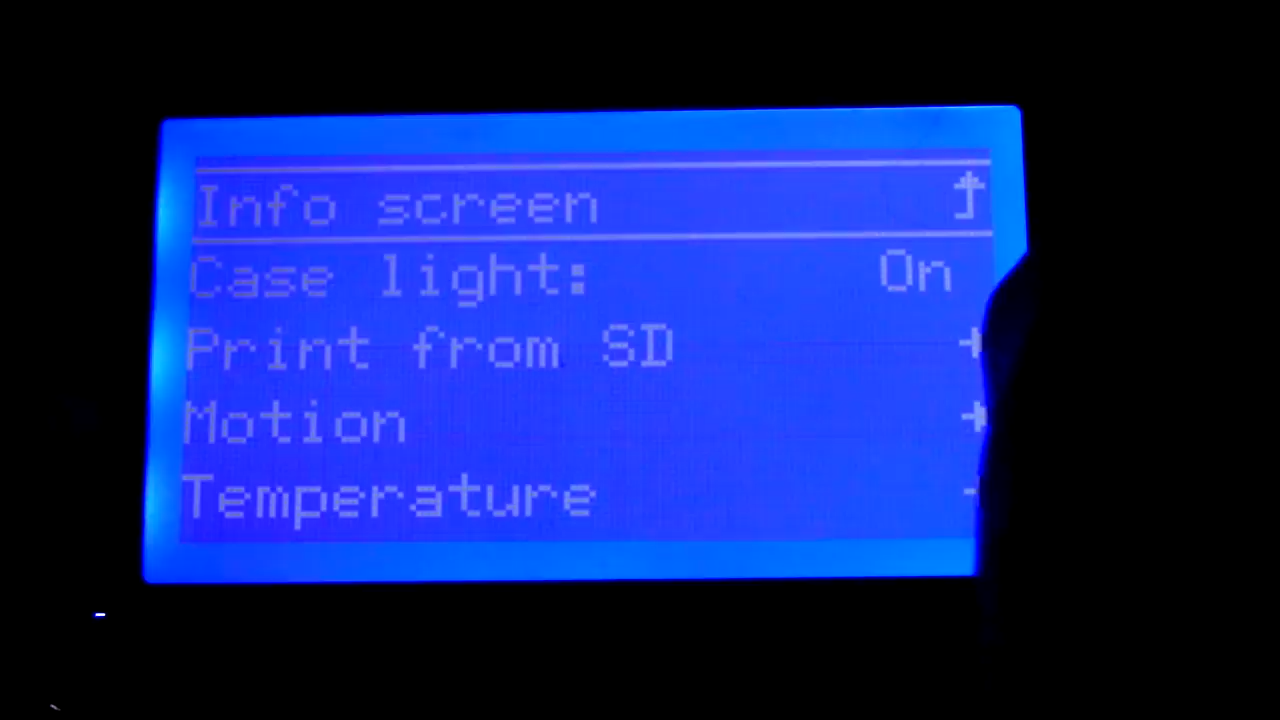 Info screen
Case light: On
Print from SD
Motion
Temperature